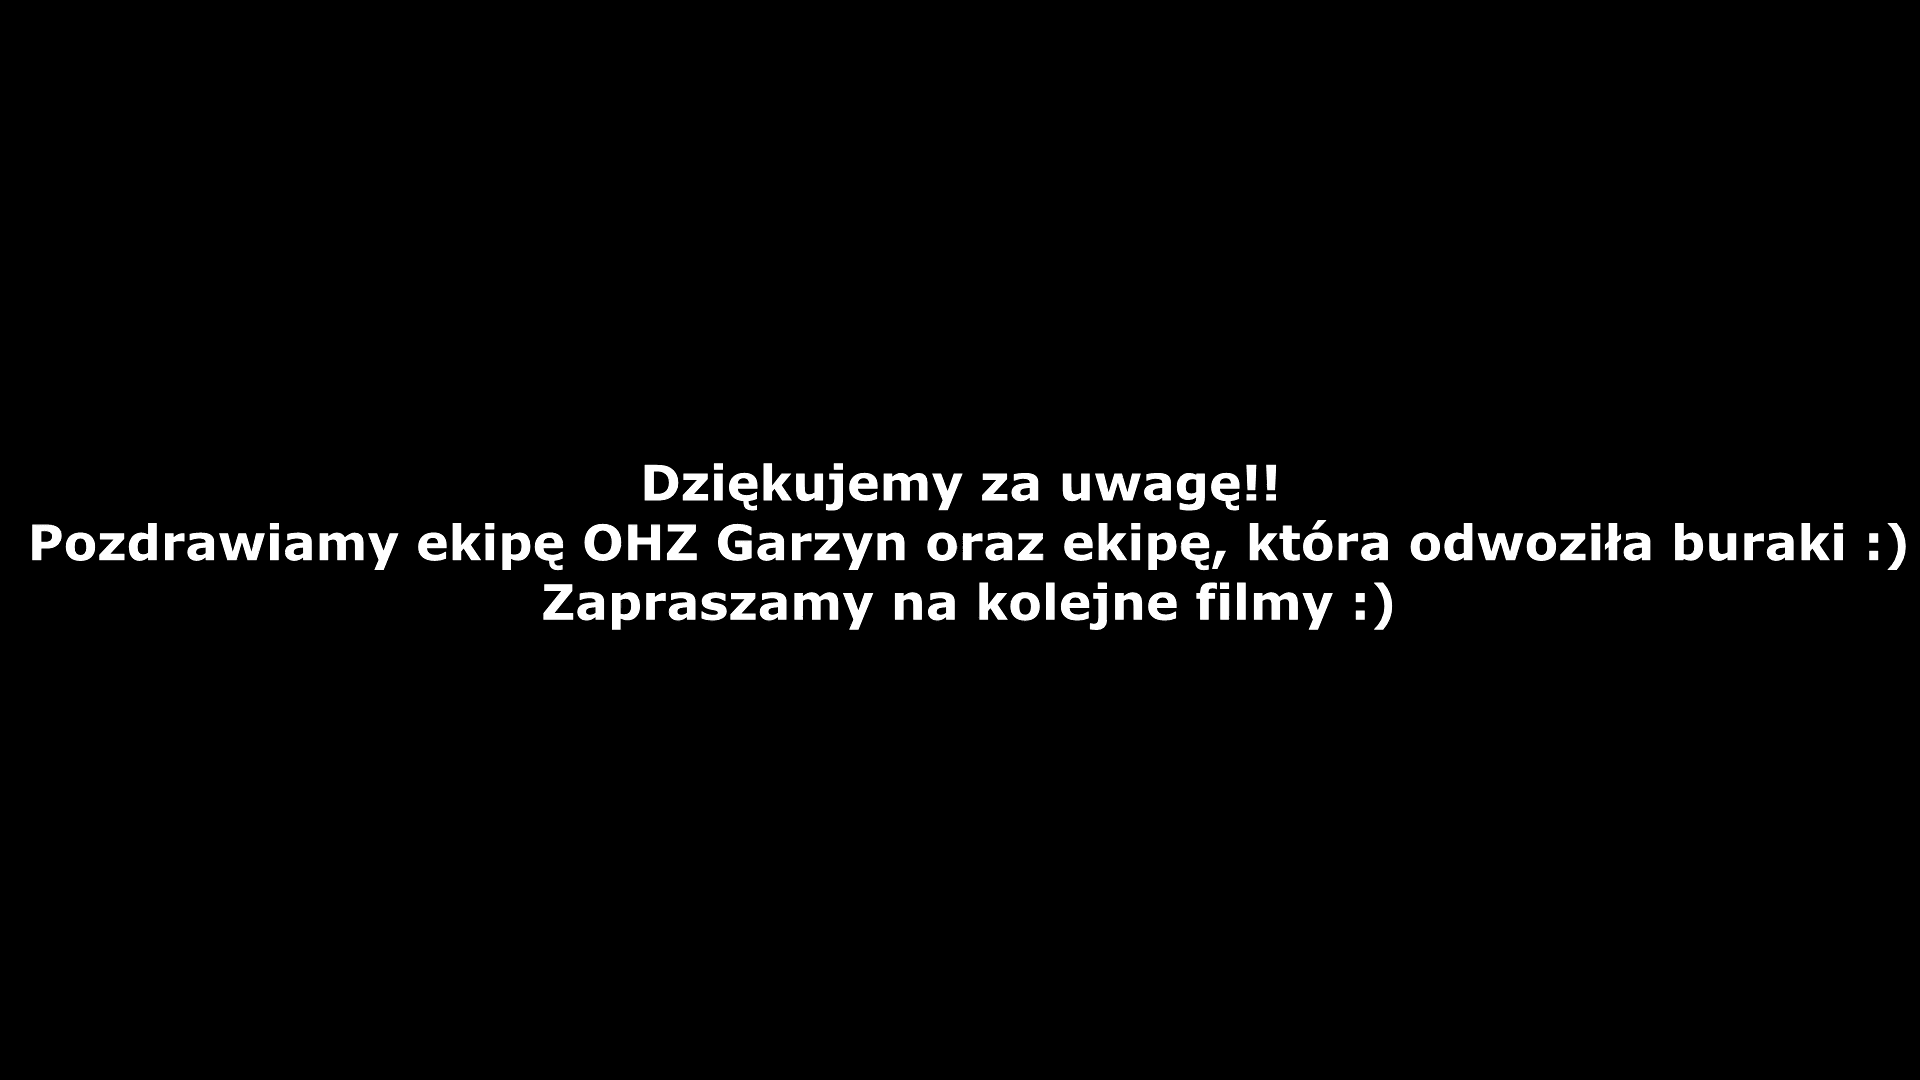 Dziękujemy za uwagę!!
Pozdrawiamy ekipę OHZ Garzyn oraz ekipę, która odwoziła buraki :)
Zapraszamy na kolejne filmy :)